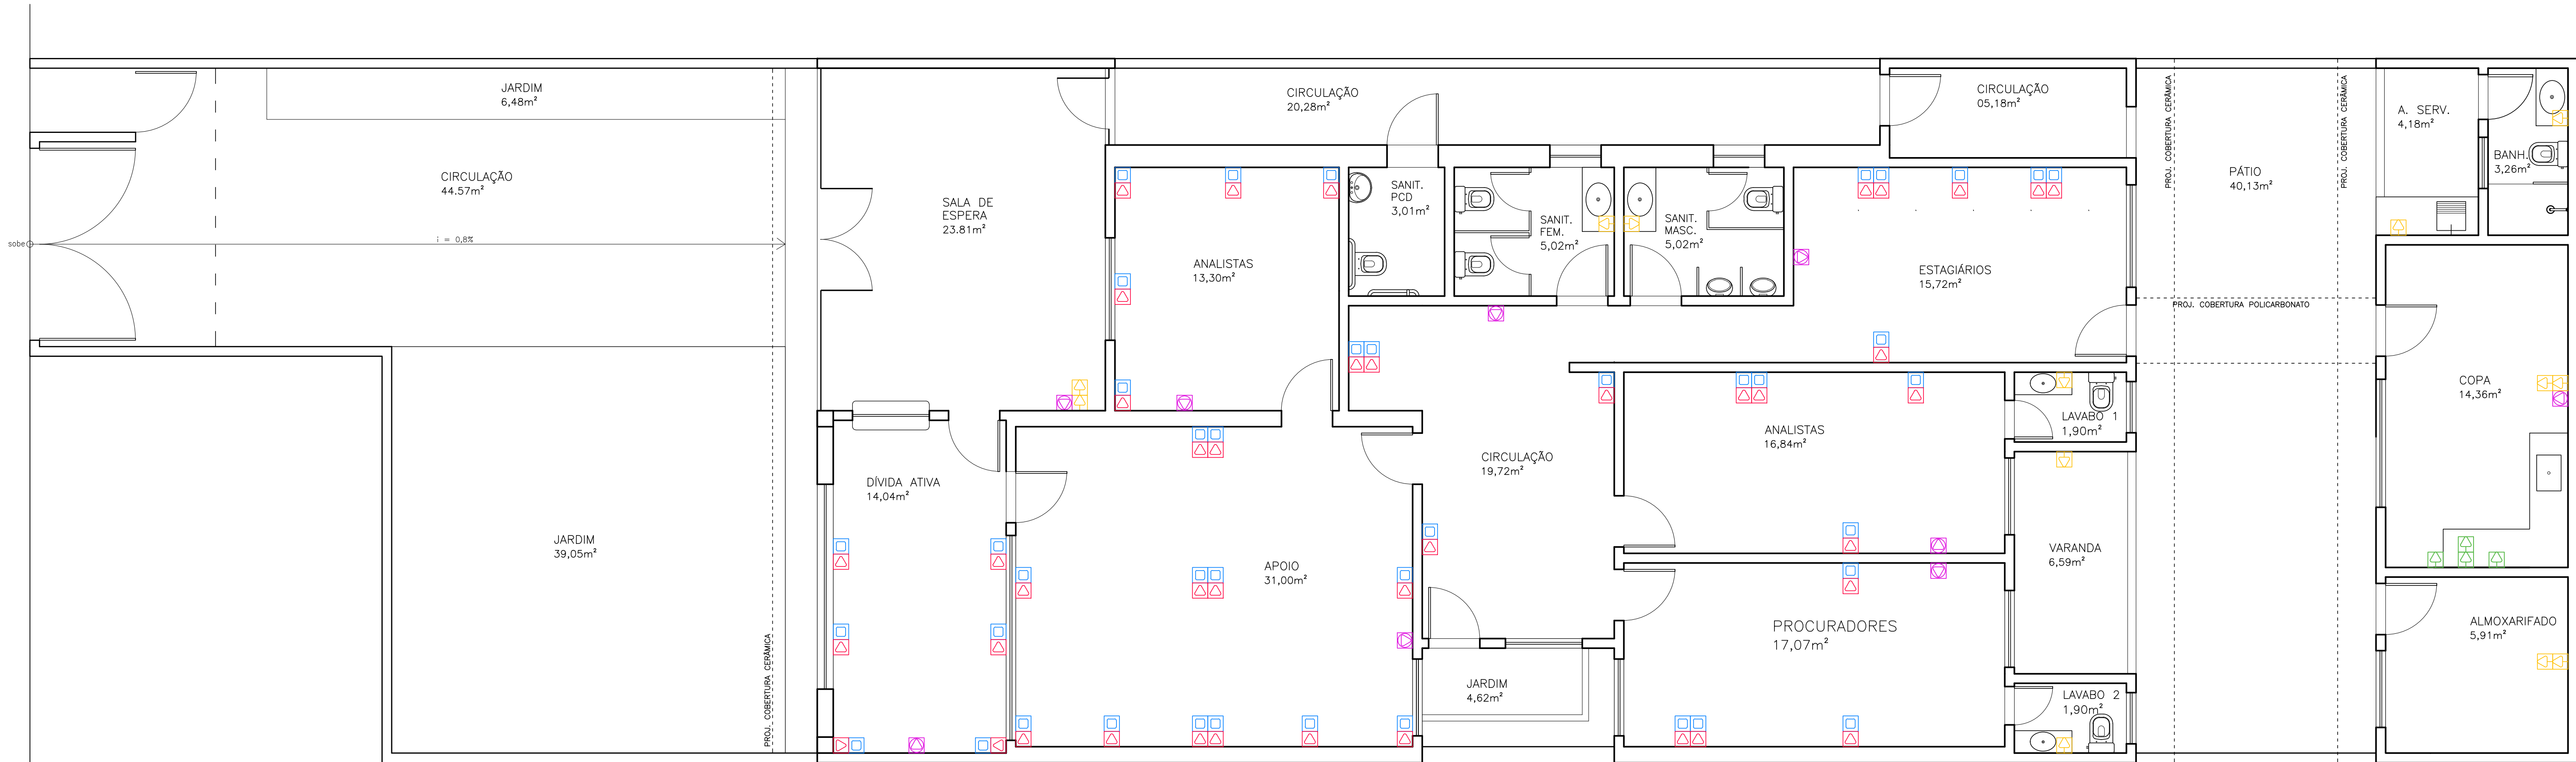 JARDIM
6,48m²
CIRCULAÇÃO
44.57m²
sobe
i = 0,8%
JARDIM
39,05m²
PROJ. COBERTURA CERÂMICA
SALA DE
ESPERA
23.81m²
DÍVIDA ATIVA
14,04m²
CIRCULAÇÃO
20,28m²
ANALISTAS
13,30m²
APOIO
31,00m²
SANIT.
PCD
3,01m²
SANIT.
FEM.
5,02m²
SANIT.
MASC.
5,02m²
CIRCULAÇÃO
19,72m²
JARDIM
4,62m²
CIRCULAÇÃO
05,18m²
ESTAGIÁRIOS
15,72m²
ANALISTAS
16,84m²
PROCURADORES
17,07m²
LAVABO 1
1,90m²
VARANDA
6,59m²
LAVABO 2
1,90m²
PROJ. COBERTURA CERÂMICA
PÁTIO
40,13m²
PROJ. COBERTURA CERÂMICA
PROJ. COBERTURA POLICARBONATO
A. SERV.
4,18m²
BANH.
3,26m²
COPA
14,36m²
ALMOXARIFADO
5,91m²